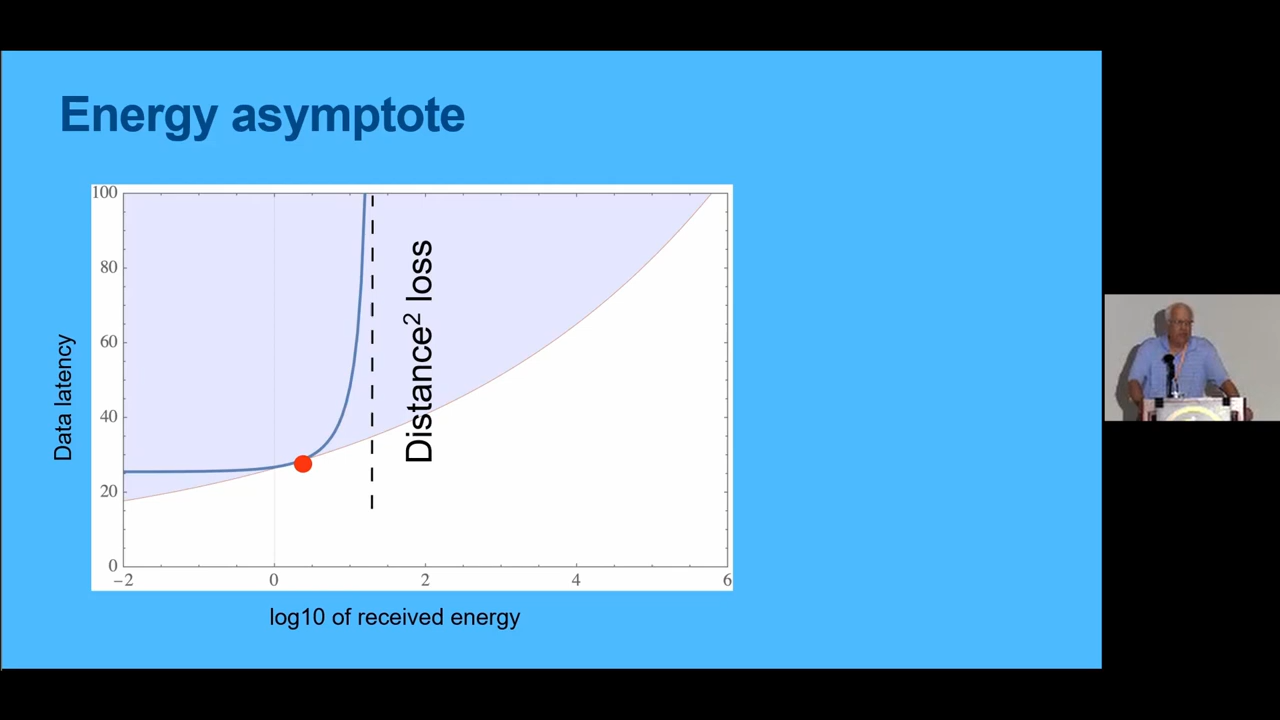 Energy asymptote
100
80
60
40
20
0
−2
0
2
4
6
Data latency
Distance² loss
log10 of received energy